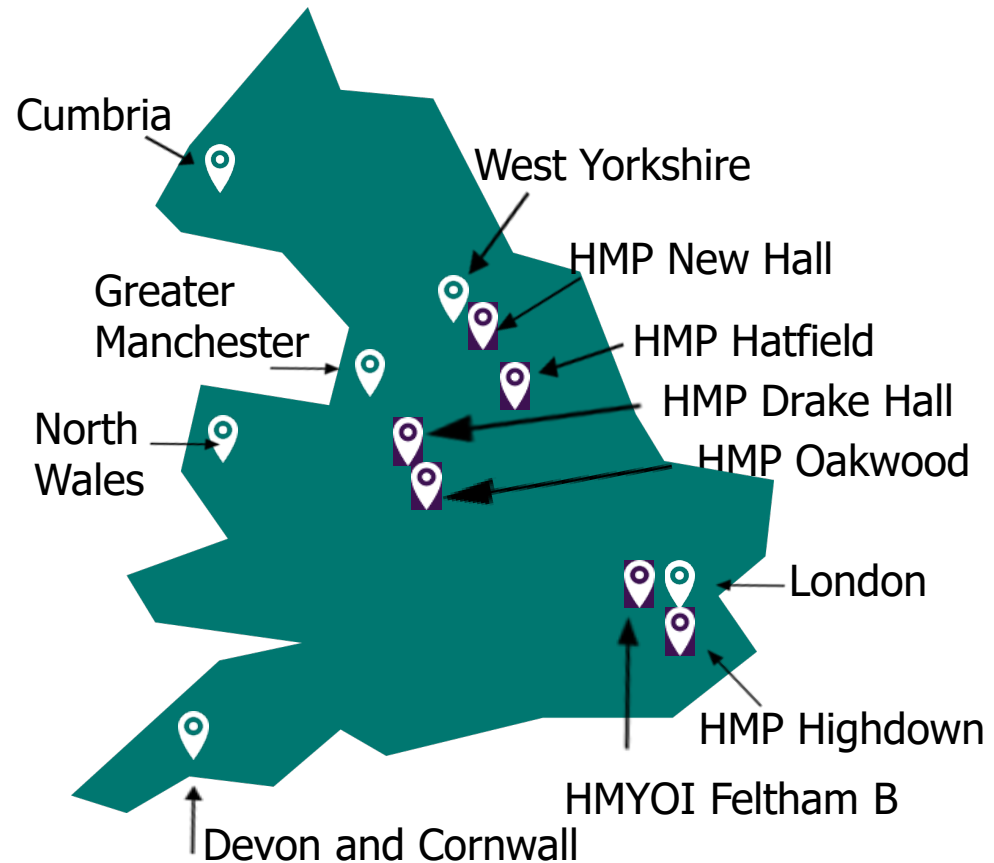 Cumbria
West Yorkshire
HMP New Hall
Greater
Manchester
HMP Hatfield
HMP Drake Hall
North
Wales
HMP Oakwood
London
HMP Highdown
HMYOI Feltham B
Devon and Cornwall